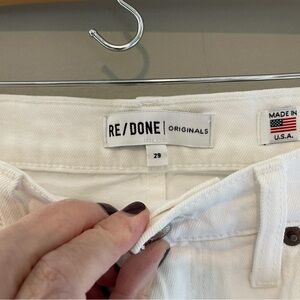 RE/DONE | ORIGINALS
29
MADE IN
U.S.A.